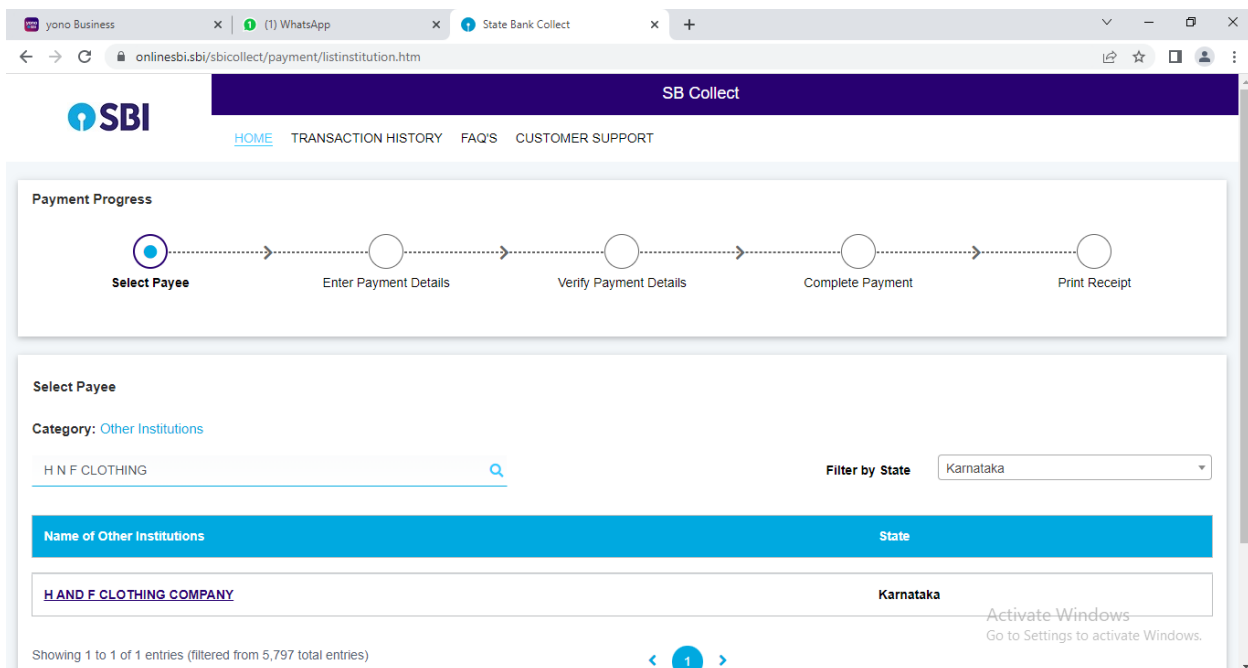 yono Business
(1) WhatsApp
State Bank Collect
onlinesbi.sbi/sbicollect/payment/listinstitution.htm
SBI
SB Collect
HOME TRANSACTION HISTORY FAQ'S CUSTOMER SUPPORT
Payment Progress
Select Payee Enter Payment Details Verify Payment Details Complete Payment Print Receipt
Select Payee
Category: Other Institutions
H N F CLOTHING Filter by State Karnataka
Name of Other Institutions State
H AND F CLOTHING COMPANY Karnataka
Activate Windows
Go to Settings to activate Windows.
Showing 1 to 1 of 1 entries (filtered from 5,797 total entries) 1